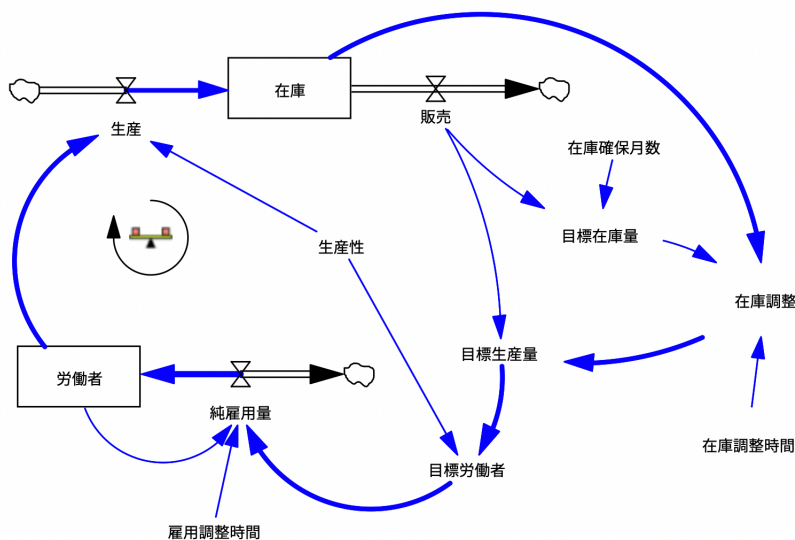 在庫
販売
生産
在庫確保月数
目標在庫量
生産性
在庫調整
目標生産量
労働者
純雇用量
在庫調整時間
目標労働者
雇用調整時間